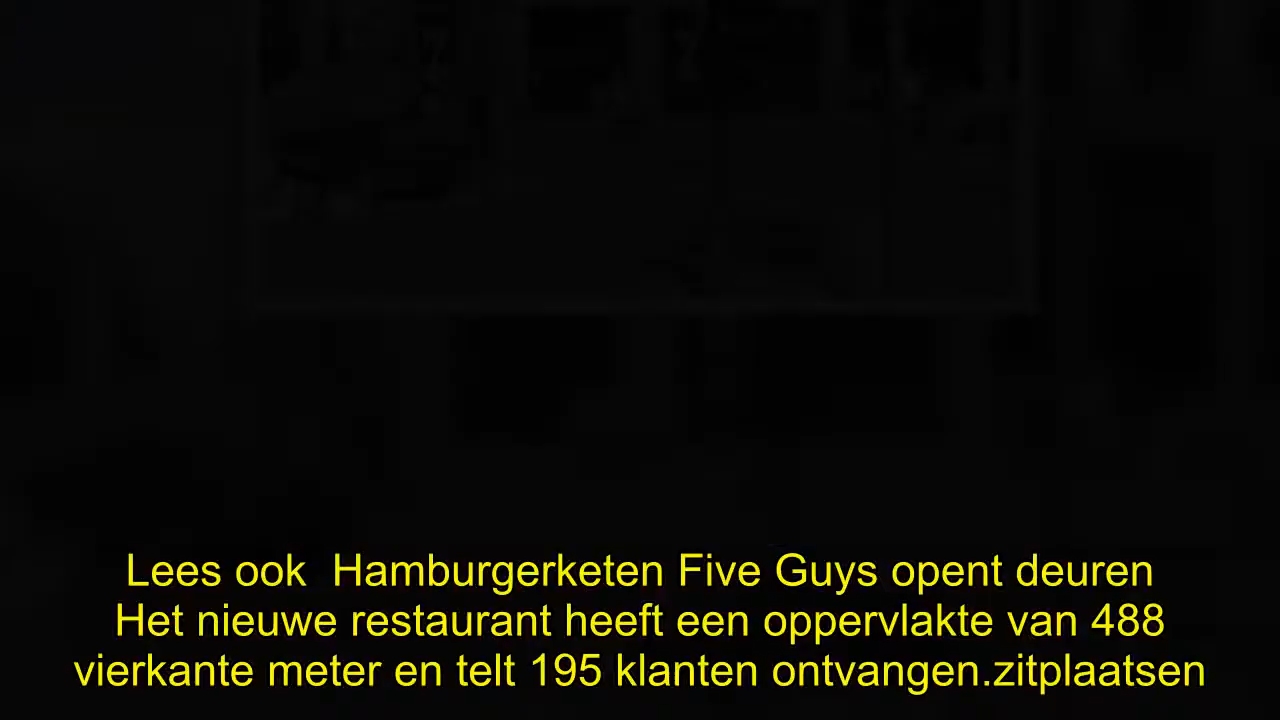 Lees ook  Hamburgerketen Five Guys opent deuren
Het nieuwe restaurant heeft een oppervlakte van 488
vierkante meter en telt 195 klanten ontvangen.zitplaatsen